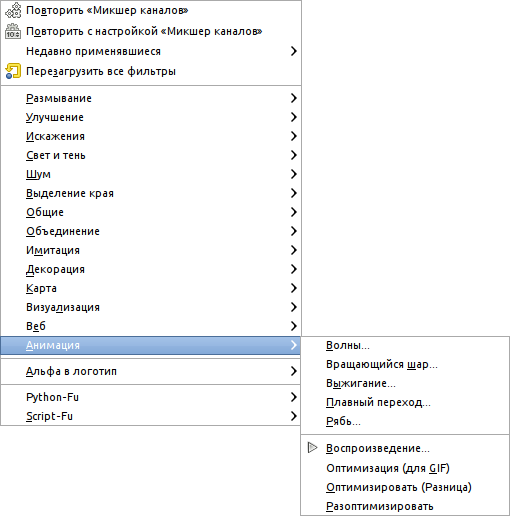 Повторить «Микшер каналов»
Повторить с настройкой «Микшер каналов»
Недавно применявшиеся
Перезагрузить все фильтры
Размывание
Улучшение
Искажения
Свет и тень
Шум
Выделение края
Общие
Объединение
Имитация
Декорация
Карта
Визуализация
Веб
Анимация
Волны...
Вращающийся шар...
Выжигание...
Плавный переход...
Рябь...
Воспроизведение...
Оптимизация (для GIF)
Оптимизировать (Разница)
Разоптимизировать
Альфа в логотип
Python-Fu
Script-Fu